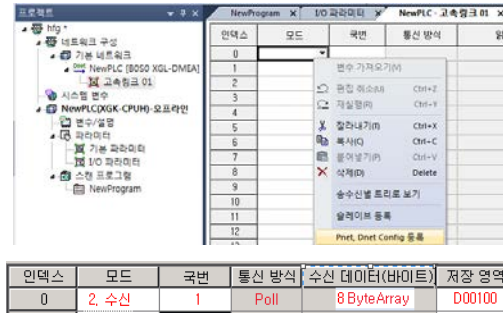 프로젝트
hfg *
네트워크 구성
기본 네트워크
NewPLC [B0S0 XGL-DMEA]
고속링크 01
시스템 변수
NewPLC(XGK-CPUH)-오프라인
변수/설명
파라미터
기본 파라미터
I/O 파라미터
스캔 프로그램
NewProgram
NewProgram x I/O 파라미터 x NewPLC - 고속링크 01 x
인덱스 모드 국번 통신 방식
0
1
2
3
4
5
6
7
8
9
10
11
12
변수 가져오기(M)
편집 취소(U) Ctrl+Z
재실행(R) Ctrl+Y
잘라내기(T) Ctrl+X
복사(C) Ctrl+C
붙여넣기(P) Ctrl+V
삭제(D) Delete
송수신별 트리로 보기
슬레이브 등록
Pnet, Dnet Config 등록
인덱스 모드 국번 통신 방식 수신 데이터(바이트) 저장 영역
0 2. 수신 1 Poll 8 ByteArray D00100